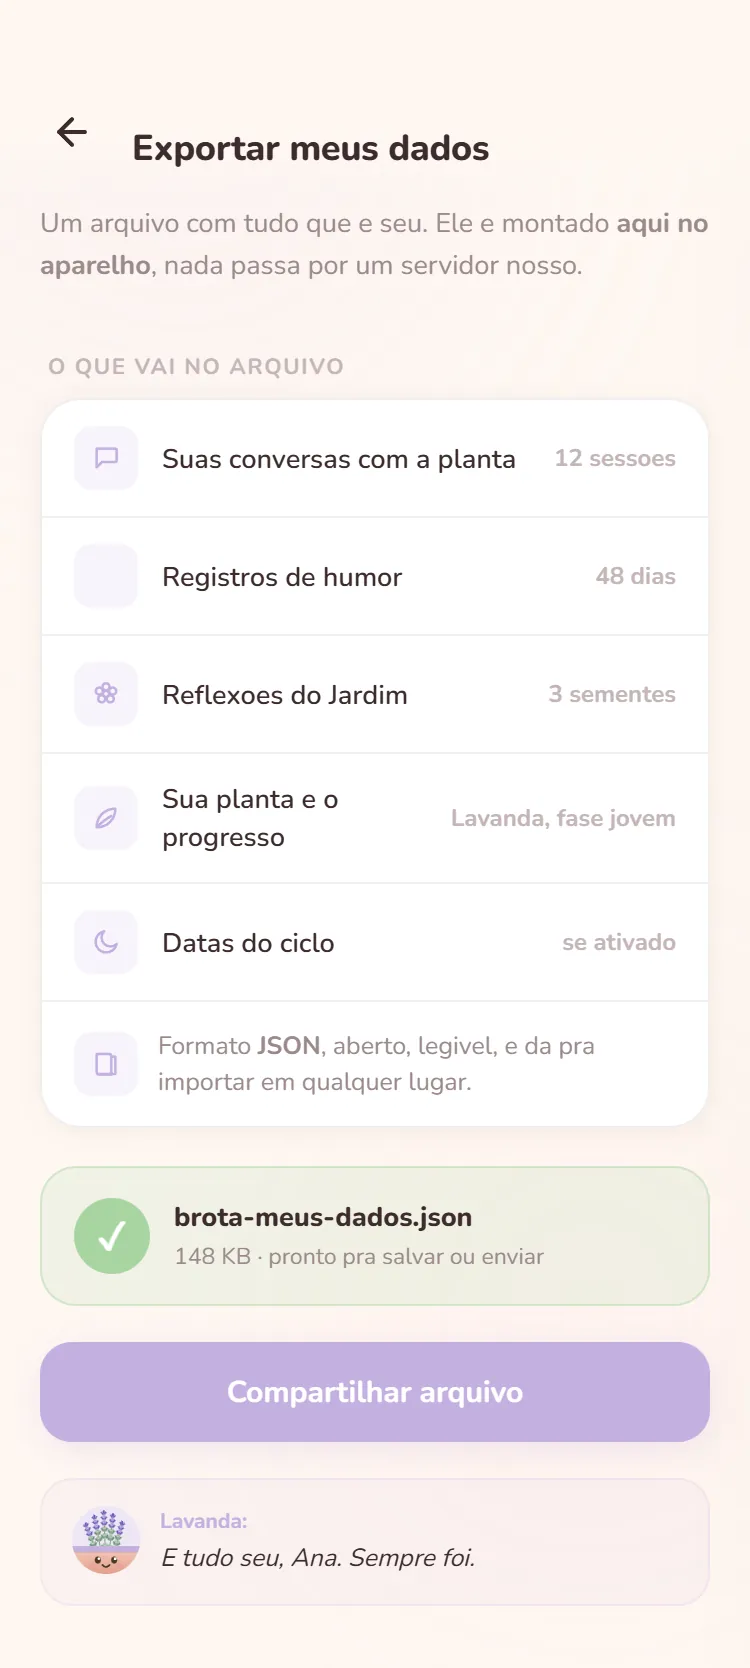 Exportar meus dados
Um arquivo com tudo que e seu. Ele e montado aqui no
aparelho, nada passa por um servidor nosso.
O QUE VAI NO ARQUIVO
Suas conversas com a planta 12 sessoes
Registros de humor 48 dias
Reflexoes do Jardim 3 sementes
Sua planta e o
progresso
Lavanda, fase jovem
Datas do ciclo se ativado
Formato JSON, aberto, legivel, e da pra
importar em qualquer lugar.
brota-meus-dados.json
148 KB · pronto pra salvar ou enviar
Compartilhar arquivo
Lavanda:
E tudo seu, Ana. Sempre foi.